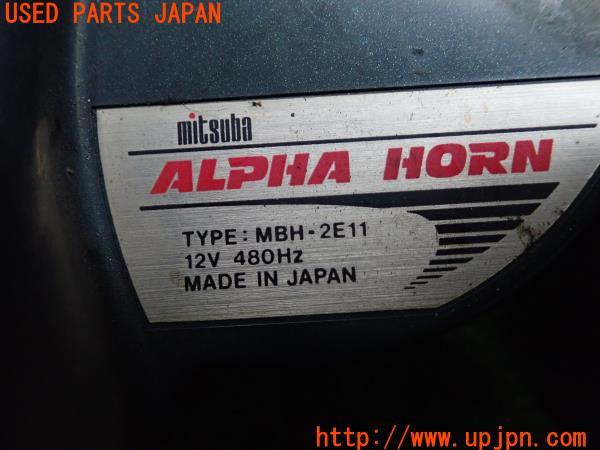 USED PARTS JAPAN
mitsuba
ALPHA HORN
TYPE: MBH-2E11
12V 480Hz
MADE IN JAPAN
http://www.upjpn.com/